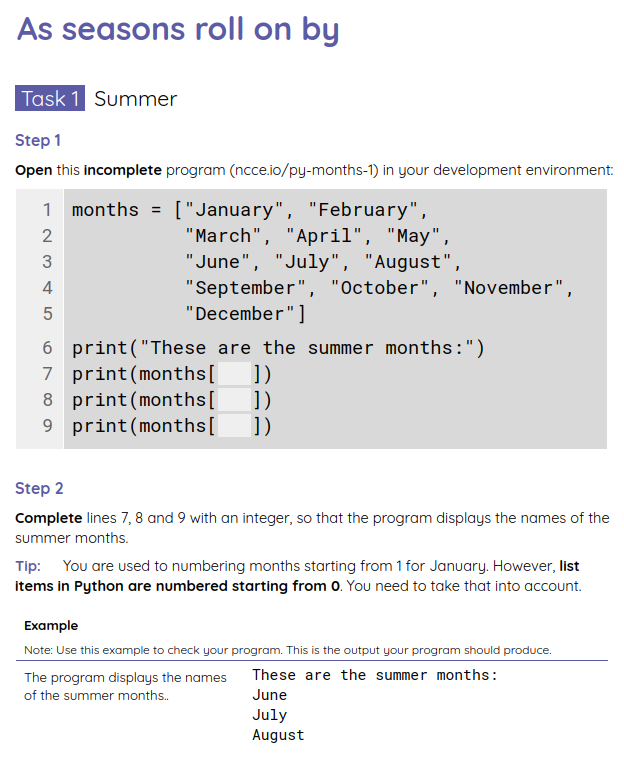 As seasons roll on by
Task 1 Summer
Step 1
Open this incomplete program (ncce.io/py-months-1) in your development environment:
1 months = ["January", "February",
2 "March", "April", "May",
3 "June", "July", "August",
4 "September", "October", "November",
5 "December"]
6 print("These are the summer months:")
7 print(months[ ])
8 print(months[ ])
9 print(months[ ])
Step 2
Complete lines 7, 8 and 9 with an integer, so that the program displays the names of the
summer months.
Tip: You are used to numbering months starting from 1 for January. However, list
items in Python are numbered starting from 0. You need to take that into account.
Example
Note: Use this example to check your program. This is the output your program should produce.
The program displays the names
of the summer months..
These are the summer months:
June
July
August